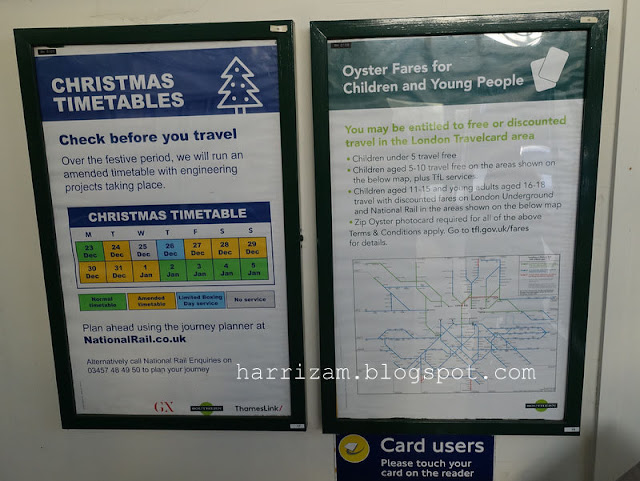 CHRISTMAS
TIMETABLES
Check before you travel
Over the festive period, we will run an
amended timetable with engineering
projects taking place.
CHRISTMAS TIMETABLE
M T W T F S S
23 Dec 24 Dec 25 Dec 26 Dec 27 Dec 28 Dec 29 Dec
30 Dec 31 Dec 1 Jan 2 Jan 3 Jan 4 Jan 5 Jan
Normal timetable
Amended timetable
Limited Boxing Day service
No service
Plan ahead using the journey planner at
NationalRail.co.uk
Alternatively call National Rail Enquiries on
03457 48 49 50 to plan your journey
GX
ThamesLink/
Oyster Fares for
Children and Young People
You may be entitled to free or discounted
travel in the London Travelcard area
• Children under 5 travel free
• Children aged 5-10 travel free on the areas shown on
the below map, plus TfL services
• Children aged 11-15 and young adults aged 16-18
travel with discounted fares on London Underground
and National Rail in the areas shown on the below map
• Zip Oyster photocard required for all of the above
Terms & Conditions apply. Go to tfl.gov.uk/fares
for details.
harrizam.blogspot.com
Card users
Please touch your
card on the reader